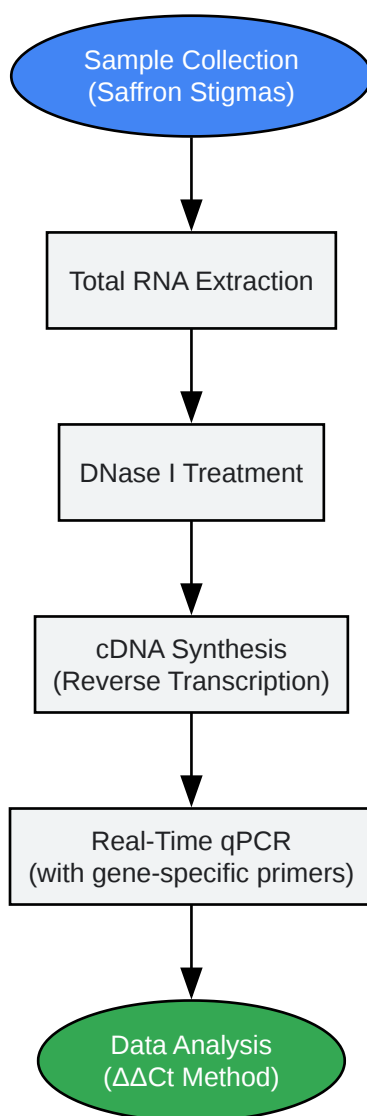 Sample Collection
(Saffron Stigmas)
Total RNA Extraction
DNase I Treatment
cDNA Synthesis
(Reverse Transcription)
Real-Time qPCR
(with gene-specific primers)
Data Analysis
(ΔΔCt Method)